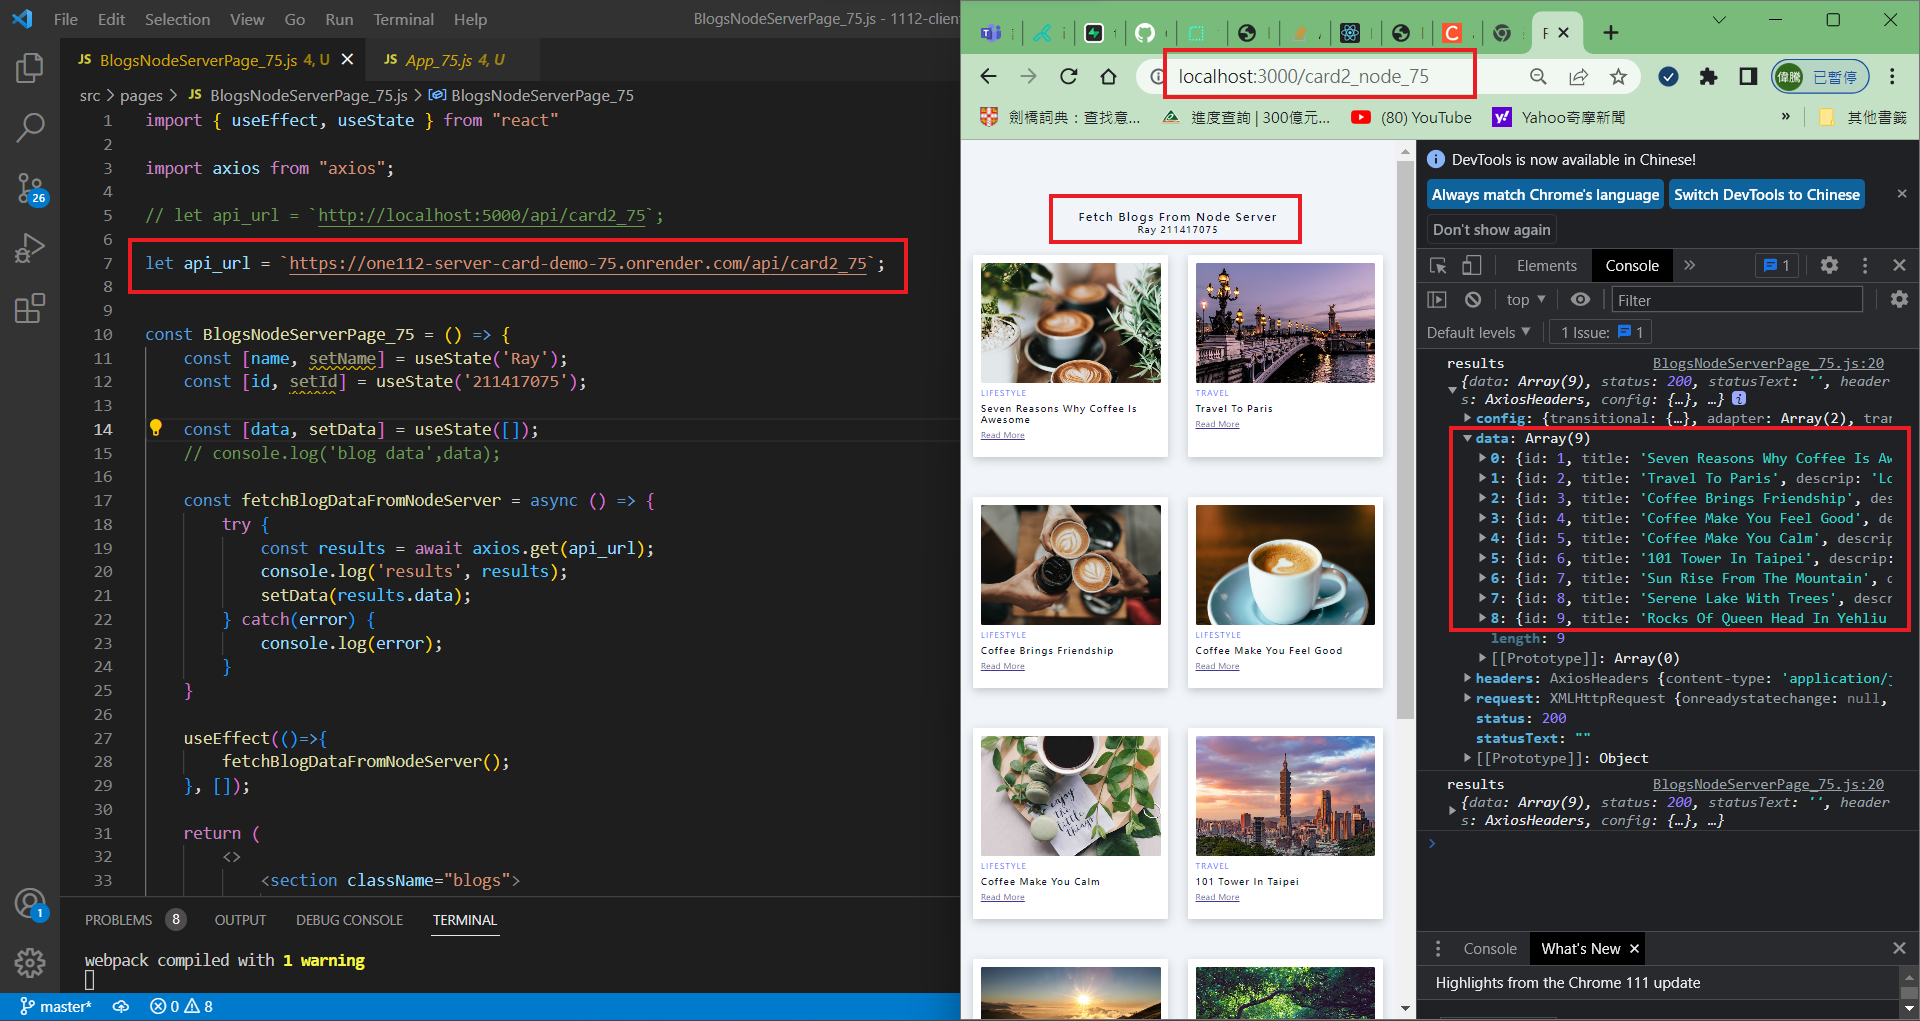 File Edit Selection View Go Run Terminal Help
BlogsNodeServerPage_75.js - 1112-client
JS BlogsNodeServerPage_75.js 4, U
JS App_75.js 4, U
src > pages > JS BlogsNodeServerPage_75.js > BlogsNodeServerPage_75
1 import { useEffect, useState } from "react"
2
3 import axios from "axios";
4
5 // let api_url = `http://localhost:5000/api/card2_75`;
6
7 let api_url = `https://one112-server-card-demo-75.onrender.com/api/card2_75`;
8
9
10 const BlogsNodeServerPage_75 = () => {
11 const [name, setName] = useState('Ray');
12 const [id, setId] = useState('211417075');
13
14 const [data, setData] = useState([]);
15 // console.log('blog data',data);
16
17 const fetchBlogDataFromNodeServer = async () => {
18 try {
19 const results = await axios.get(api_url);
20 console.log('results', results);
21 setData(results.data);
22 } catch(error) {
23 console.log(error);
24 }
25 }
26
27 useEffect(()=>{
28 fetchBlogDataFromNodeServer();
29 }, []);
30
31 return (
32 <>
33 <section className="blogs">
26
1
PROBLEMS 8 OUTPUT DEBUG CONSOLE TERMINAL
webpack compiled with 1 warning
master* 0 8
localhost:3000/card2_node_75
偉騰 已暫停
劍橋詞典：查找意... 進度查詢 | 300億元... (80) YouTube Yahoo奇摩新聞 » 其他書籤
Fetch Blogs From Node Server
Ray 211417075
LIFESTYLE
Seven Reasons Why Coffee Is
Awesome
Read More
TRAVEL
Travel To Paris
Read More
LIFESTYLE
Coffee Brings Friendship
Read More
LIFESTYLE
Coffee Make You Feel Good
Read More
enjoy
the
little
things
LIFESTYLE
Coffee Make You Calm
Read More
TRAVEL
101 Tower In Taipei
Read More
DevTools is now available in Chinese!
Always match Chrome's language
Switch DevTools to Chinese
Don't show again
Elements Console » 1
top Filter
Default levels 1 Issue: 1
results BlogsNodeServerPage_75.js:20
{data: Array(9), status: 200, statusText: '', header
s: AxiosHeaders, config: {…}, …}
config: {transitional: {…}, adapter: Array(2), tran
data: Array(9)
0: {id: 1, title: 'Seven Reasons Why Coffee Is Aw
1: {id: 2, title: 'Travel To Paris', descrip: 'Lo
2: {id: 3, title: 'Coffee Brings Friendship', des
3: {id: 4, title: 'Coffee Make You Feel Good', de
4: {id: 5, title: 'Coffee Make You Calm', descrip
5: {id: 6, title: '101 Tower In Taipei', descrip:
6: {id: 7, title: 'Sun Rise From The Mountain', d
7: {id: 8, title: 'Serene Lake With Trees', descr
8: {id: 9, title: 'Rocks Of Queen Head In Yehliu
length: 9
[[Prototype]]: Array(0)
headers: AxiosHeaders {content-type: 'application/j
request: XMLHttpRequest {onreadystatechange: null,
status: 200
statusText: ""
[[Prototype]]: Object
results BlogsNodeServerPage_75.js:20
{data: Array(9), status: 200, statusText: '', header
s: AxiosHeaders, config: {…}, …}
Console What's New
Highlights from the Chrome 111 update